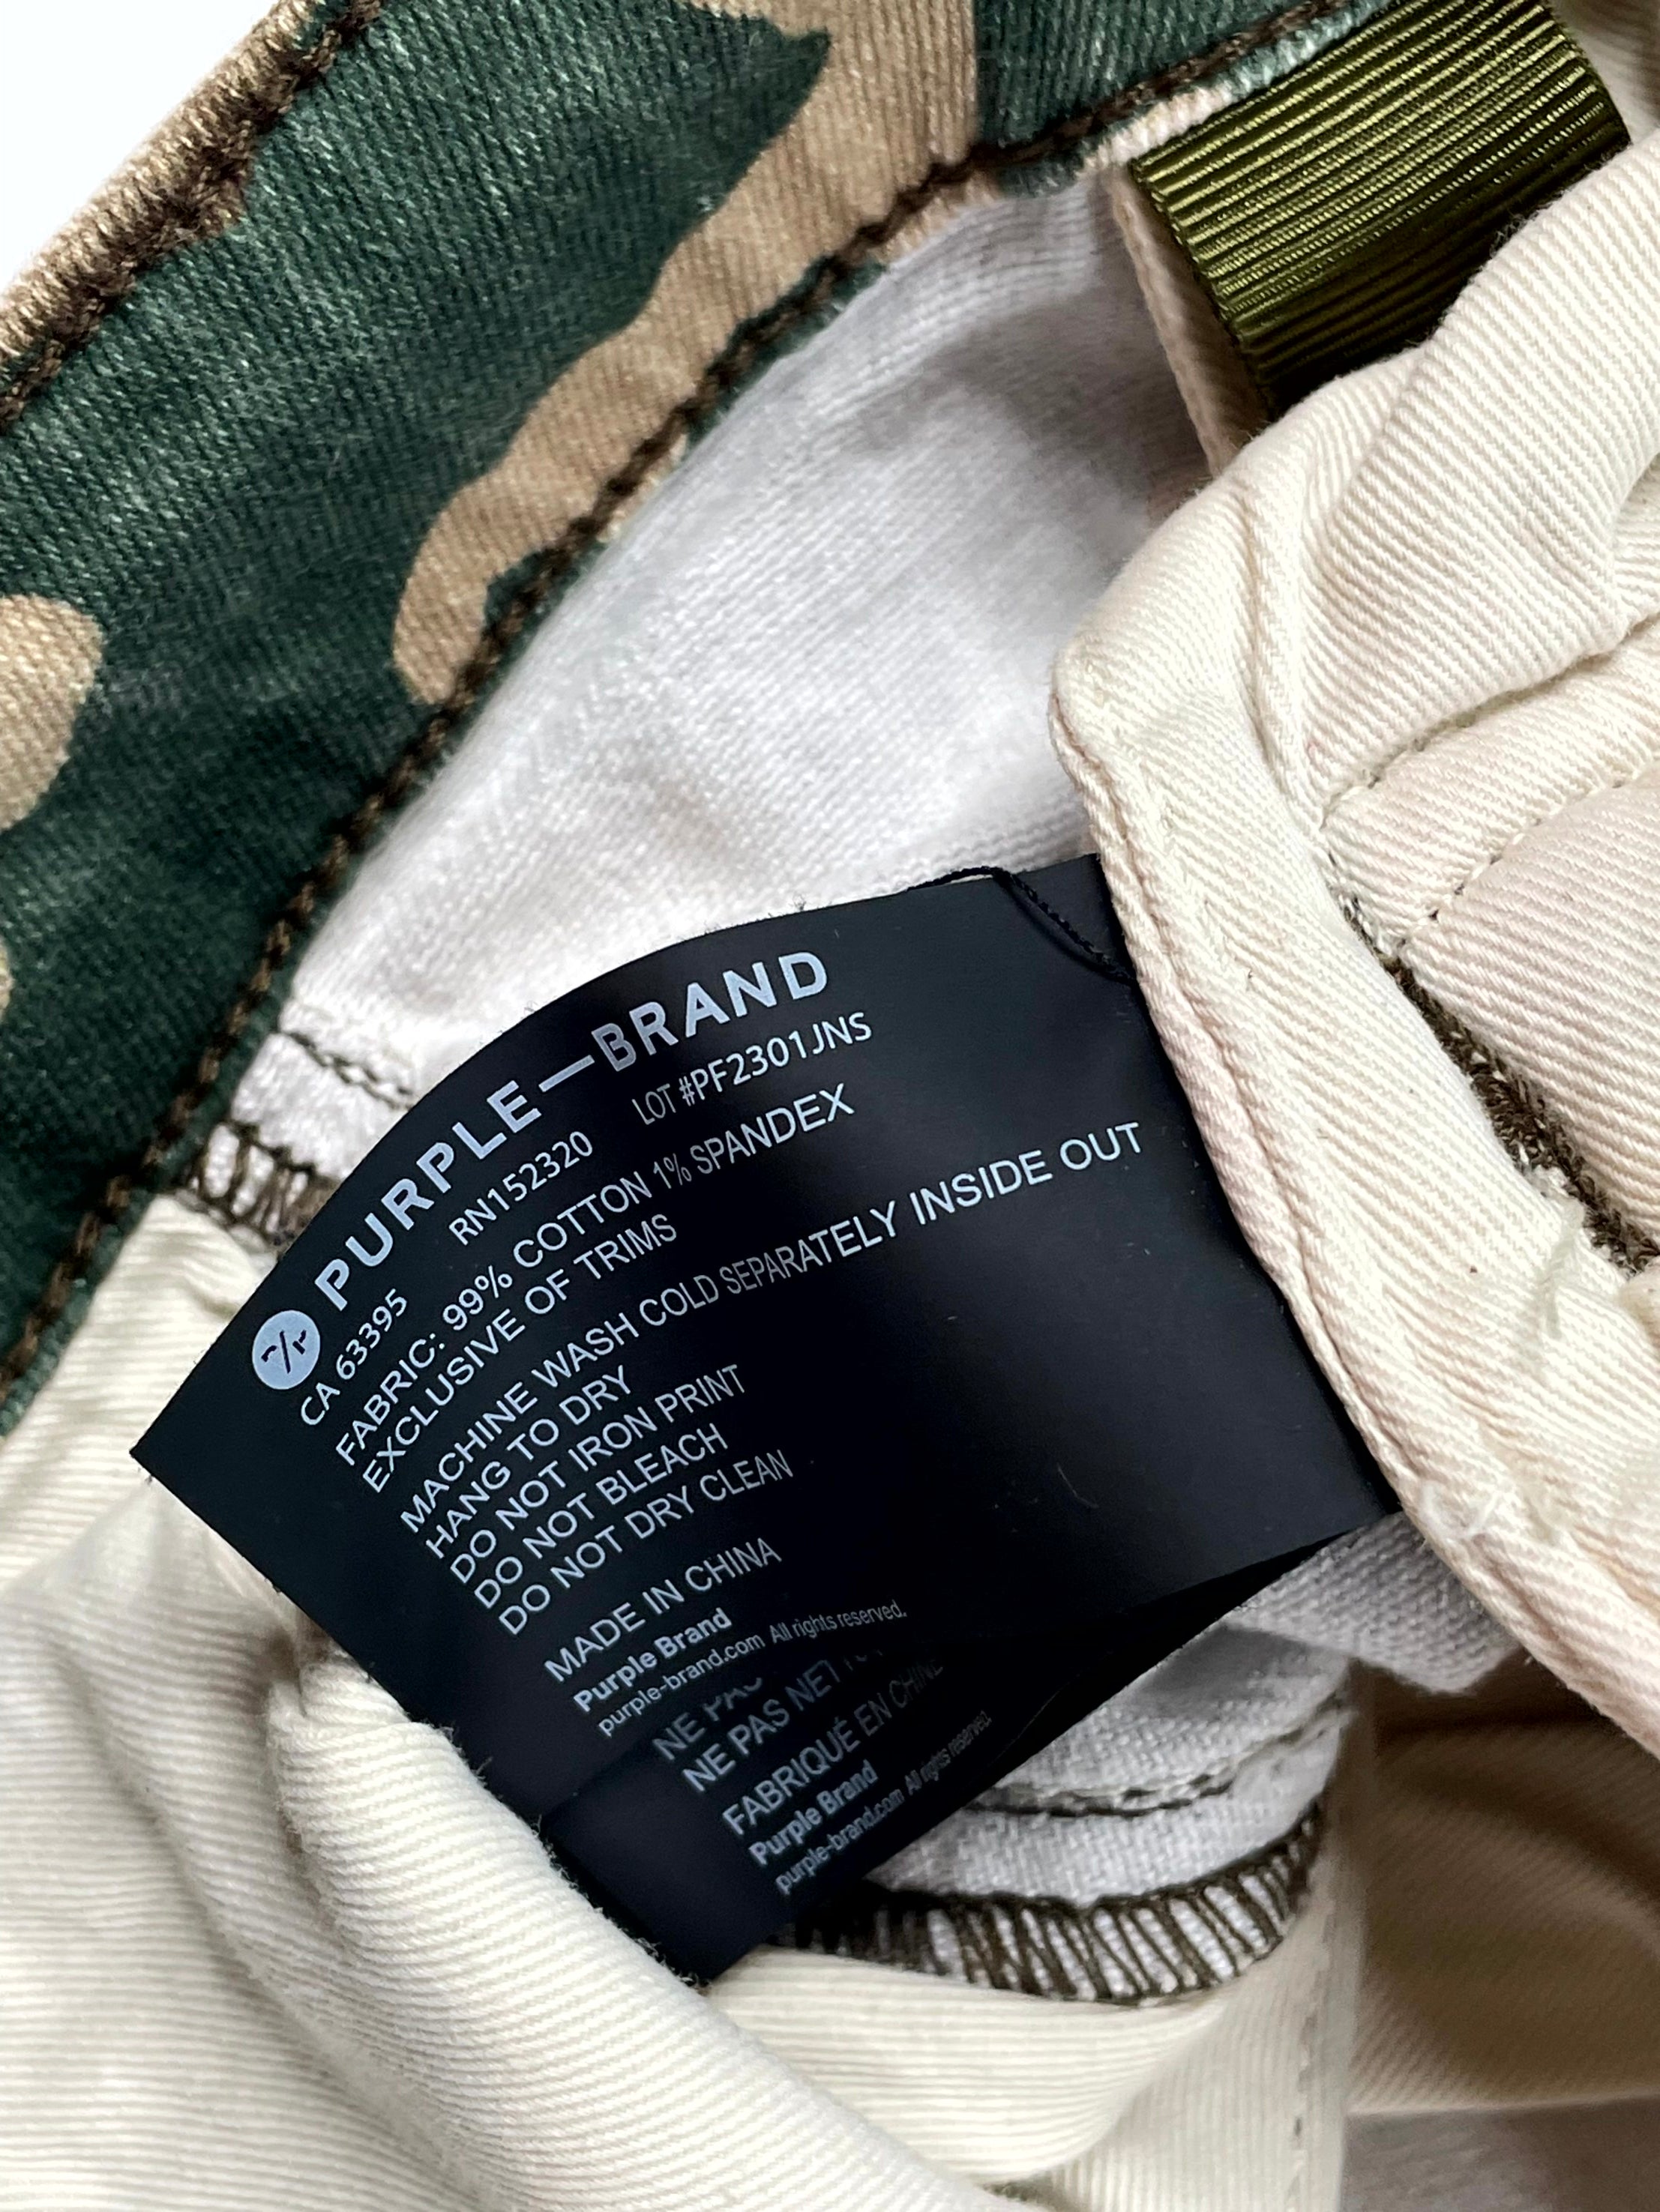 PURPLE—BRAND
CA 63395 RN152320 LOT #PF2301JNS
FABRIC: 99% COTTON 1% SPANDEX
EXCLUSIVE OF TRIMS
MACHINE WASH COLD SEPARATELY INSIDE OUT
HANG TO DRY
DO NOT IRON PRINT
DO NOT BLEACH
DO NOT DRY CLEAN
MADE IN CHINA
Purple Brand
purple-brand.com All rights reserved.
NE PAS
NE PAS
FABRIQUÉ EN CHINE
Purple Brand
purple-brand.com All rights reserved.